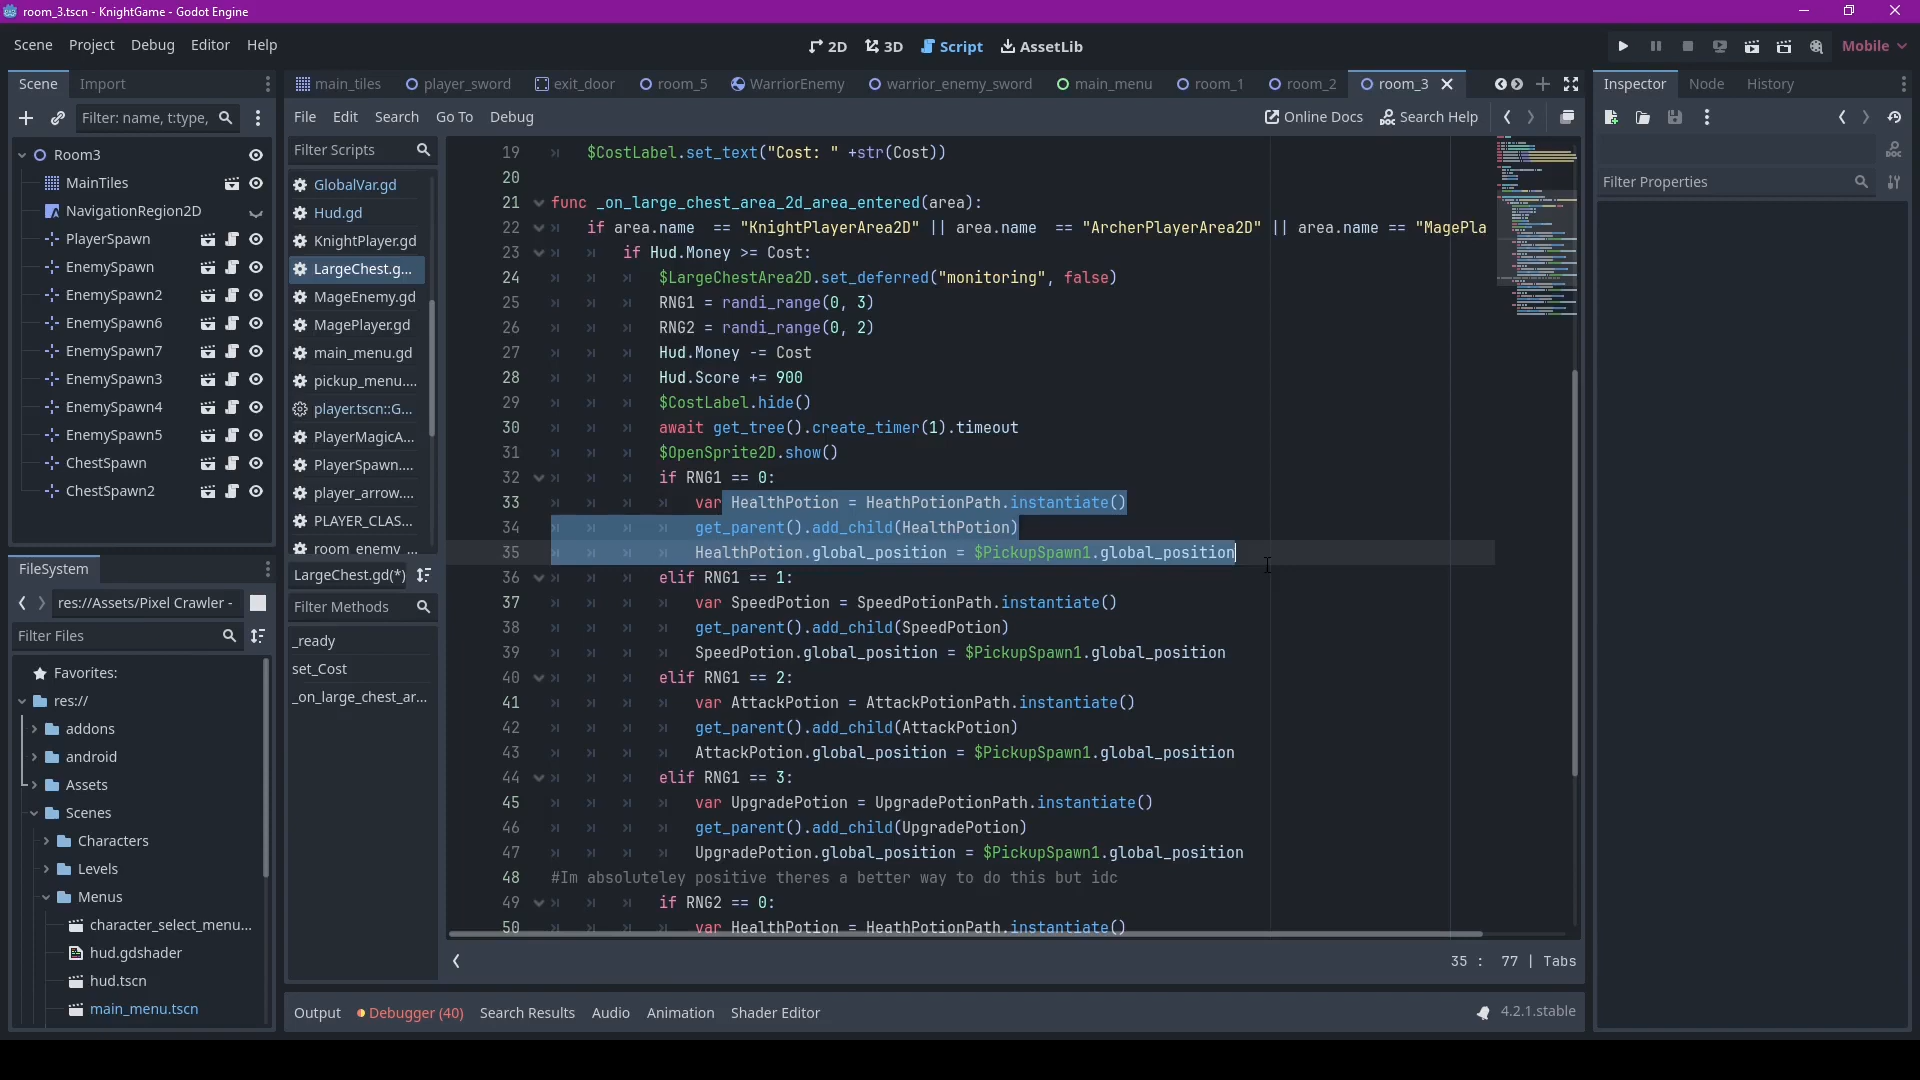 room_3.tscn - KnightGame - Godot Engine
Scene Project Debug Editor Help
2D 3D Script AssetLib
Mobile
Scene Import
main_tiles player_sword exit_door room_5 WarriorEnemy warrior_enemy_sword main_menu room_1 room_2 room_3
Inspector Node History
Filter: name, t:type,
File Edit Search Go To Debug
Online Docs Search Help
Filter Properties
Room3
MainTiles
NavigationRegion2D
PlayerSpawn
EnemySpawn
EnemySpawn2
EnemySpawn6
EnemySpawn7
EnemySpawn3
EnemySpawn4
EnemySpawn5
ChestSpawn
ChestSpawn2
FileSystem
res://Assets/Pixel Crawler -
Filter Files
Favorites:
res://
addons
android
Assets
Scenes
Characters
Levels
Menus
character_select_menu...
hud.gdshader
hud.tscn
main_menu.tscn
Filter Scripts
GlobalVar.gd
Hud.gd
KnightPlayer.gd
LargeChest.g...
MageEnemy.gd
MagePlayer.gd
main_menu.gd
pickup_menu....
player.tscn::G...
PlayerMagicA...
PlayerSpawn....
player_arrow....
PLAYER_CLAS...
room_enemy_...
LargeChest.gd(*)
Filter Methods
_ready
set_Cost
_on_large_chest_ar...
19 $CostLabel.set_text("Cost: " +str(Cost))
20
21 func _on_large_chest_area_2d_area_entered(area):
22 if area.name == "KnightPlayerArea2D" || area.name == "ArcherPlayerArea2D" || area.name == "MagePla
23 if Hud.Money >= Cost:
24 $LargeChestArea2D.set_deferred("monitoring", false)
25 RNG1 = randi_range(0, 3)
26 RNG2 = randi_range(0, 2)
27 Hud.Money -= Cost
28 Hud.Score += 900
29 $CostLabel.hide()
30 await get_tree().create_timer(1).timeout
31 $OpenSprite2D.show()
32 if RNG1 == 0:
33 var HealthPotion = HeathPotionPath.instantiate()
34 get_parent().add_child(HealthPotion)
35 HealthPotion.global_position = $PickupSpawn1.global_position
36 elif RNG1 == 1:
37 var SpeedPotion = SpeedPotionPath.instantiate()
38 get_parent().add_child(SpeedPotion)
39 SpeedPotion.global_position = $PickupSpawn1.global_position
40 elif RNG1 == 2:
41 var AttackPotion = AttackPotionPath.instantiate()
42 get_parent().add_child(AttackPotion)
43 AttackPotion.global_position = $PickupSpawn1.global_position
44 elif RNG1 == 3:
45 var UpgradePotion = UpgradePotionPath.instantiate()
46 get_parent().add_child(UpgradePotion)
47 UpgradePotion.global_position = $PickupSpawn1.global_position
48 #Im absoluteley positive theres a better way to do this but idc
49 if RNG2 == 0:
50 var HealthPotion = HeathPotionPath.instantiate()
35 : 77 | Tabs
Output Debugger (40) Search Results Audio Animation Shader Editor
4.2.1.stable